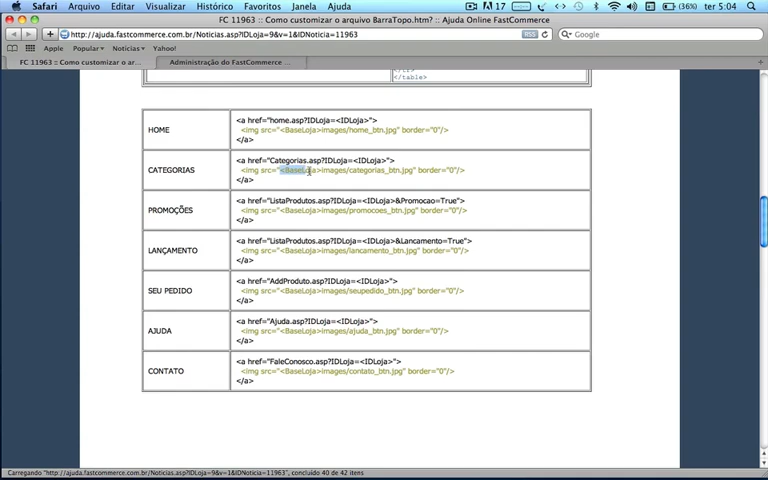 Safari Arquivo Editar Visualizar Histórico Favoritos Janela Ajuda 17 (36%) ter 5:04
FC 11963 :: Como customizar o arquivo BarraTopo.htm? :: Ajuda Online FastCommerce
http://ajuda.fastcommerce.com.br/Noticias.asp?IDLoja=9&v=1&IDNoticia=11963 RSS Google
Apple Popular Notícias Yahoo!
FC 11963 :: Como customizar o ar... Administração do FastCommerce ...
</table>
HOME
<a href="home.asp?IDLoja=<IDLoja>">
<img src="<BaseLoja>images/home_btn.jpg" border="0"/>
</a>
CATEGORIAS
<a href="Categorias.asp?IDLoja=<IDLoja>">
<img src="<BaseLoja>images/categorias_btn.jpg" border="0"/>
</a>
PROMOÇÕES
<a href="ListaProdutos.asp?IDLoja=<IDLoja>&Promocao=True">
<img src="<BaseLoja>images/promocoes_btn.jpg" border="0"/>
</a>
LANÇAMENTO
<a href="ListaProdutos.asp?IDLoja=<IDLoja>&Lancamento=True">
<img src="<BaseLoja>images/lancamento_btn.jpg" border="0"/>
</a>
SEU PEDIDO
<a href="AddProduto.asp?IDLoja=<IDLoja>">
<img src="<BaseLoja>images/seupedido_btn.jpg" border="0"/>
</a>
AJUDA
<a href="Ajuda.asp?IDLoja=<IDLoja>">
<img src="<BaseLoja>images/ajuda_btn.jpg" border="0"/>
</a>
CONTATO
<a href="FaleConosco.asp?IDLoja=<IDLoja>">
<img src="<BaseLoja>images/contato_btn.jpg" border="0"/>
</a>
Carregando "http://ajuda.fastcommerce.com.br/Noticias.asp?IDLoja=9&v=1&IDNoticia=11963", concluído 40 de 42 itens